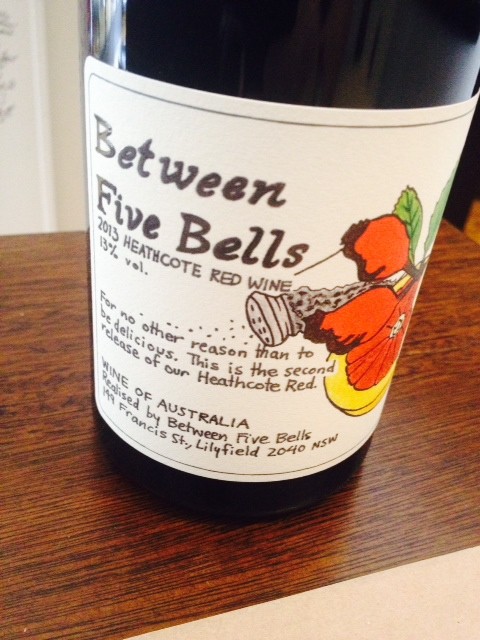 Between
Five Bells
2013 HEATHCOTE RED WINE
13% vol.
For no other reason than to
be delicious. This is the second
release of our Heathcote Red.
WINE OF AUSTRALIA
Realised by Between Five Bells
199 Francis St., Lilyfield 2040 NSW